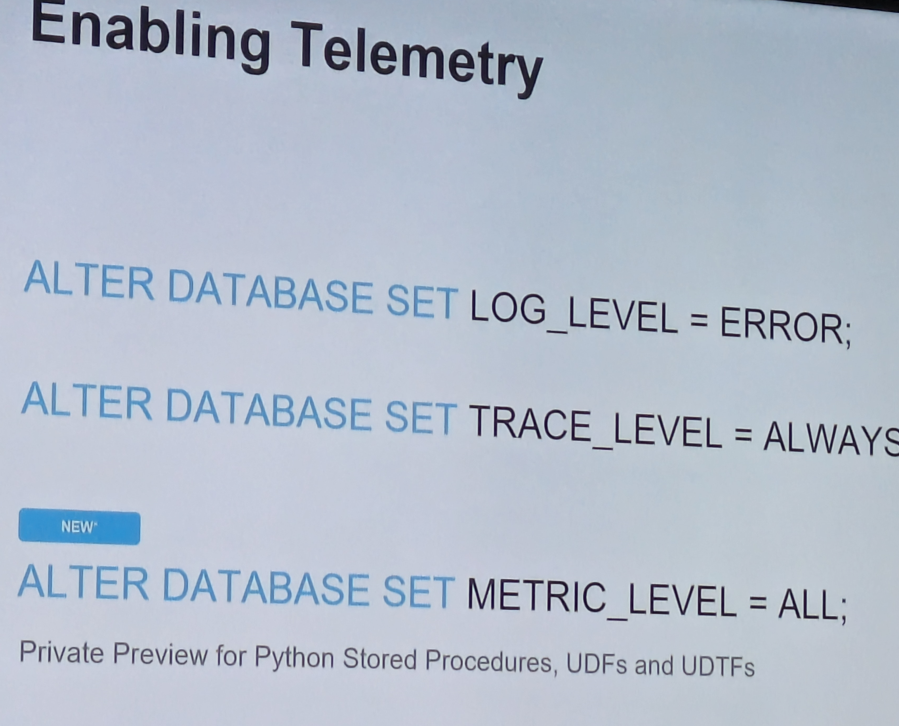 Enabling Telemetry
ALTER DATABASE SET LOG_LEVEL = ERROR;
ALTER DATABASE SET TRACE_LEVEL = ALWAYS
NEW*
ALTER DATABASE SET METRIC_LEVEL = ALL;
Private Preview for Python Stored Procedures, UDFs and UDTFs